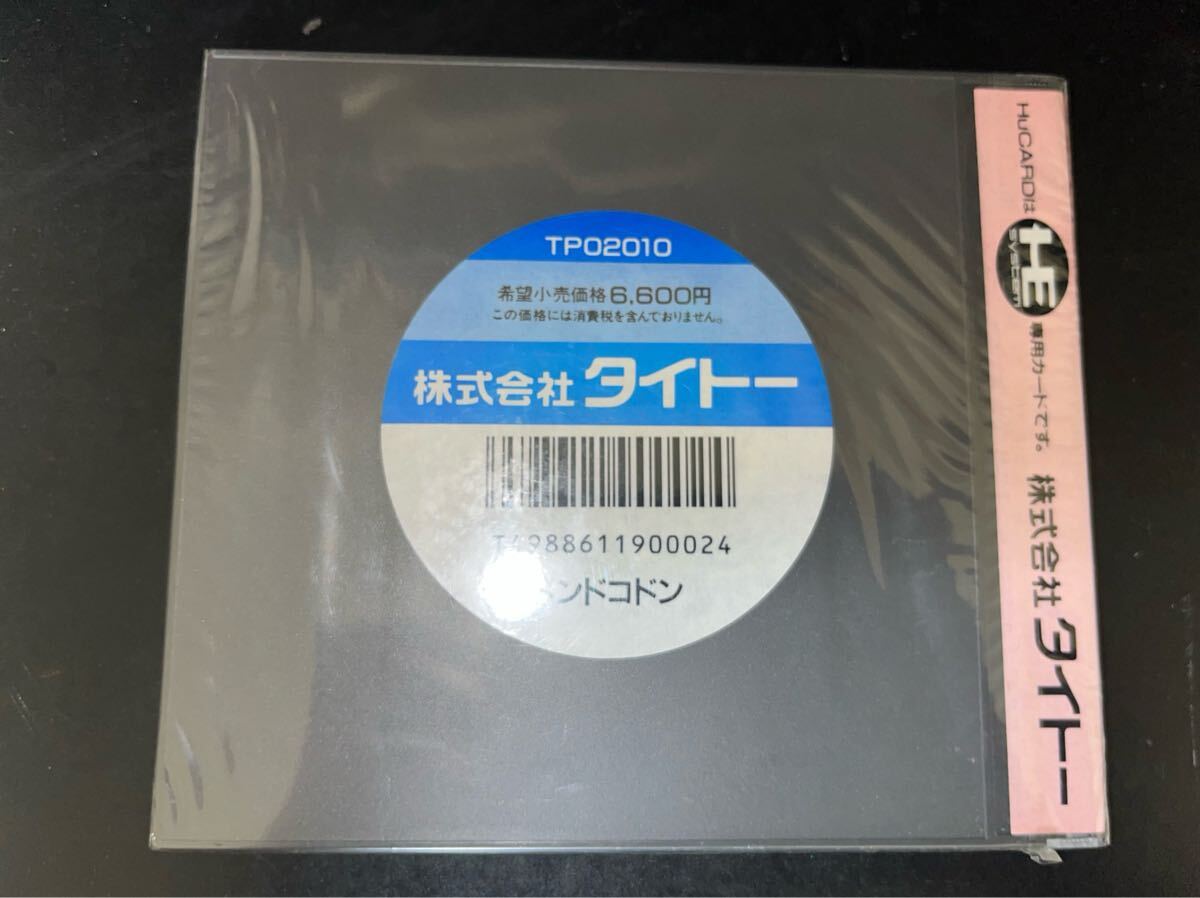 TP02010
希望小売価格6,600円
この価格には消費税を含んでおりません。
株式会社 タイトー
T4988611900024
ンドコドン
HuCARDは HE SYSTEM 専用カードです。 株式会社 タイトー